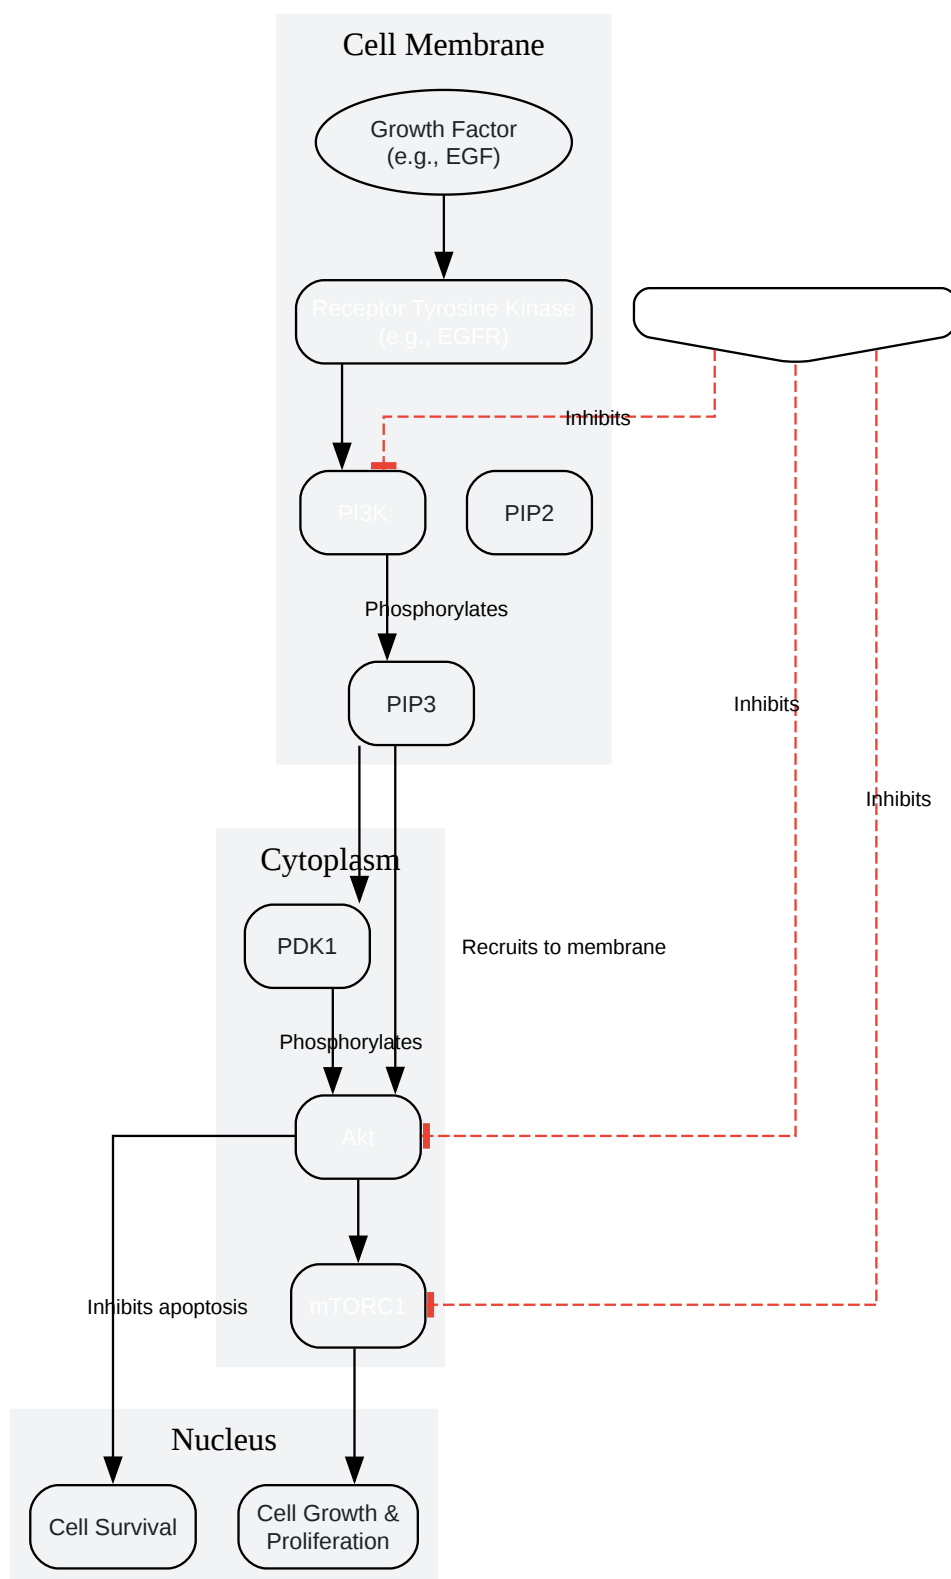 Cell Membrane
Growth Factor
(e.g., EGF)
Receptor Tyrosine Kinase
(e.g., EGFR)
Inhibits
PI3K
PIP2
Phosphorylates
PIP3
Inhibits
Inhibits
Cytoplasm
PDK1
Recruits to membrane
Phosphorylates
Akt
mTORC1
Inhibits apoptosis
Nucleus
Cell Survival
Cell Growth &
Proliferation